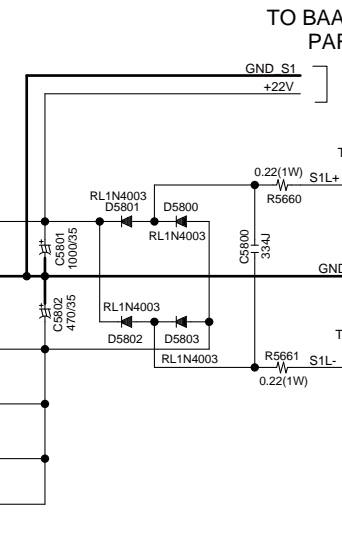 TO BAA
PAR
GND S1
+22V
T
0.22(1W)
S1L+
R5660
RL1N4003
D5801
D5800
RL1N4003
C5801
1000/35
C5800
334J
GND
C5802
470/35
RL1N4003
D5802
D5803
RL1N4003
T
R5661
S1L-
0.22(1W)